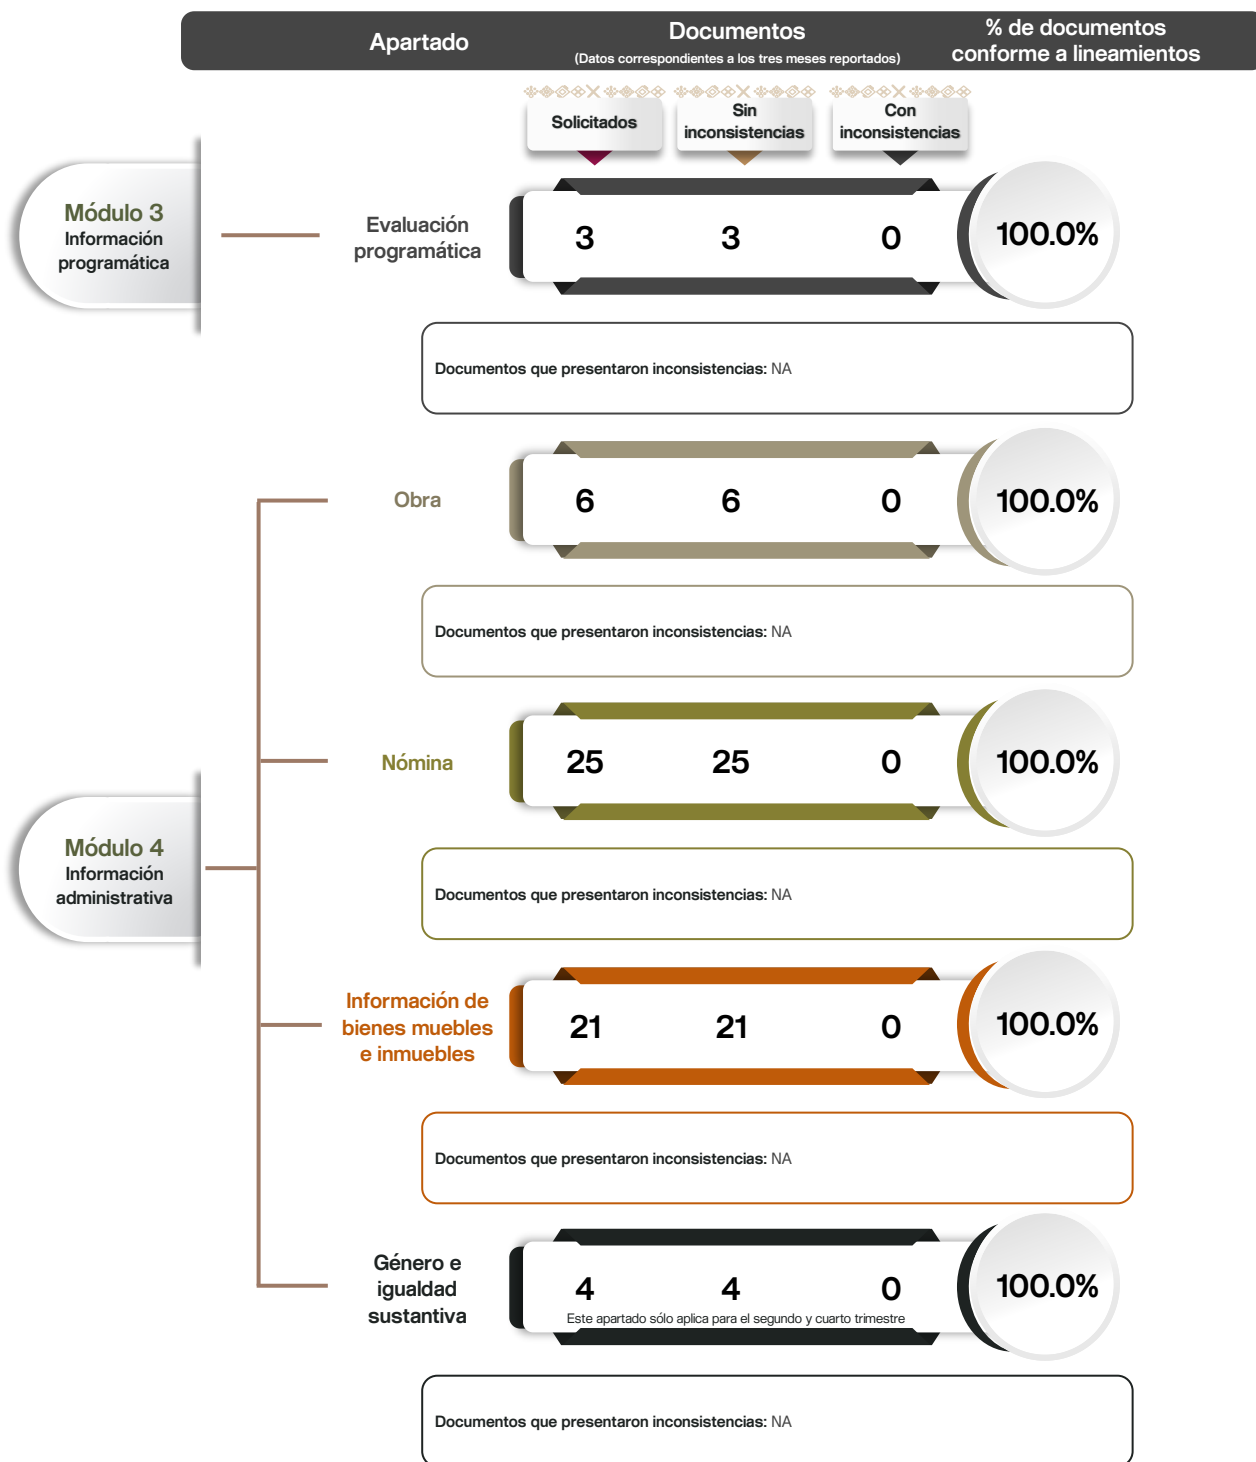 Apartado
Documentos
(Datos correspondientes a los tres meses reportados)
% de documentos
conforme a lineamientos
Solicitados
Sin
inconsistencias
Con
inconsistencias
Módulo 3
Información
programática
Evaluación
programática
3 3 0 100.0%
Documentos que presentaron inconsistencias: NA
Obra
6 6 0 100.0%
Documentos que presentaron inconsistencias: NA
Nómina
25 25 0 100.0%
Documentos que presentaron inconsistencias: NA
Módulo 4
Información
administrativa
Información de
bienes muebles
e inmuebles
21 21 0 100.0%
Documentos que presentaron inconsistencias: NA
Género e
igualdad
sustantiva
4 4 0 100.0%
Este apartado sólo aplica para el segundo y cuarto trimestre
Documentos que presentaron inconsistencias: NA